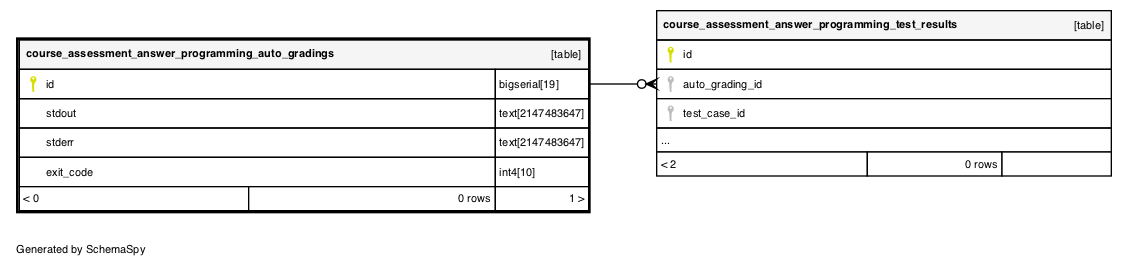 course_assessment_answer_programming_auto_gradings [table]
id bigserial[19]
stdout text[2147483647]
stderr text[2147483647]
exit_code int4[10]
< 0 0 rows 1 >
course_assessment_answer_programming_test_results [table]
id
auto_grading_id
test_case_id
...
< 2 0 rows
Generated by SchemaSpy